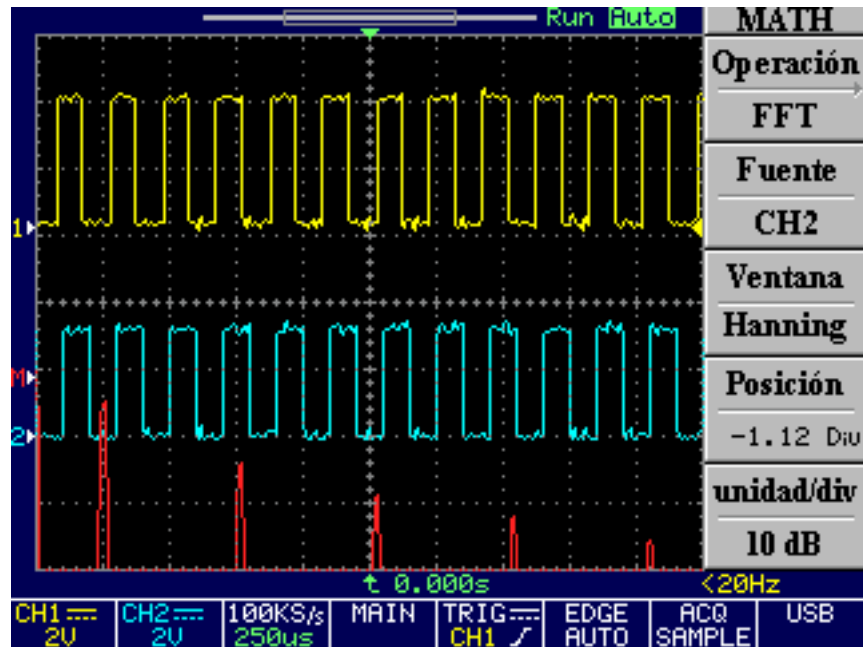 Run Auto
MATH
Operación
FFT
Fuente
CH2
Ventana
Hanning
Posición
-1.12 Div
unidad/div
10 dB
1
M
2
0.000s
<20Hz
CH1 CH2 100KS/s MAIN TRIG EDGE ACQ USB
2V 2V 250us CH1 AUTO SAMPLE